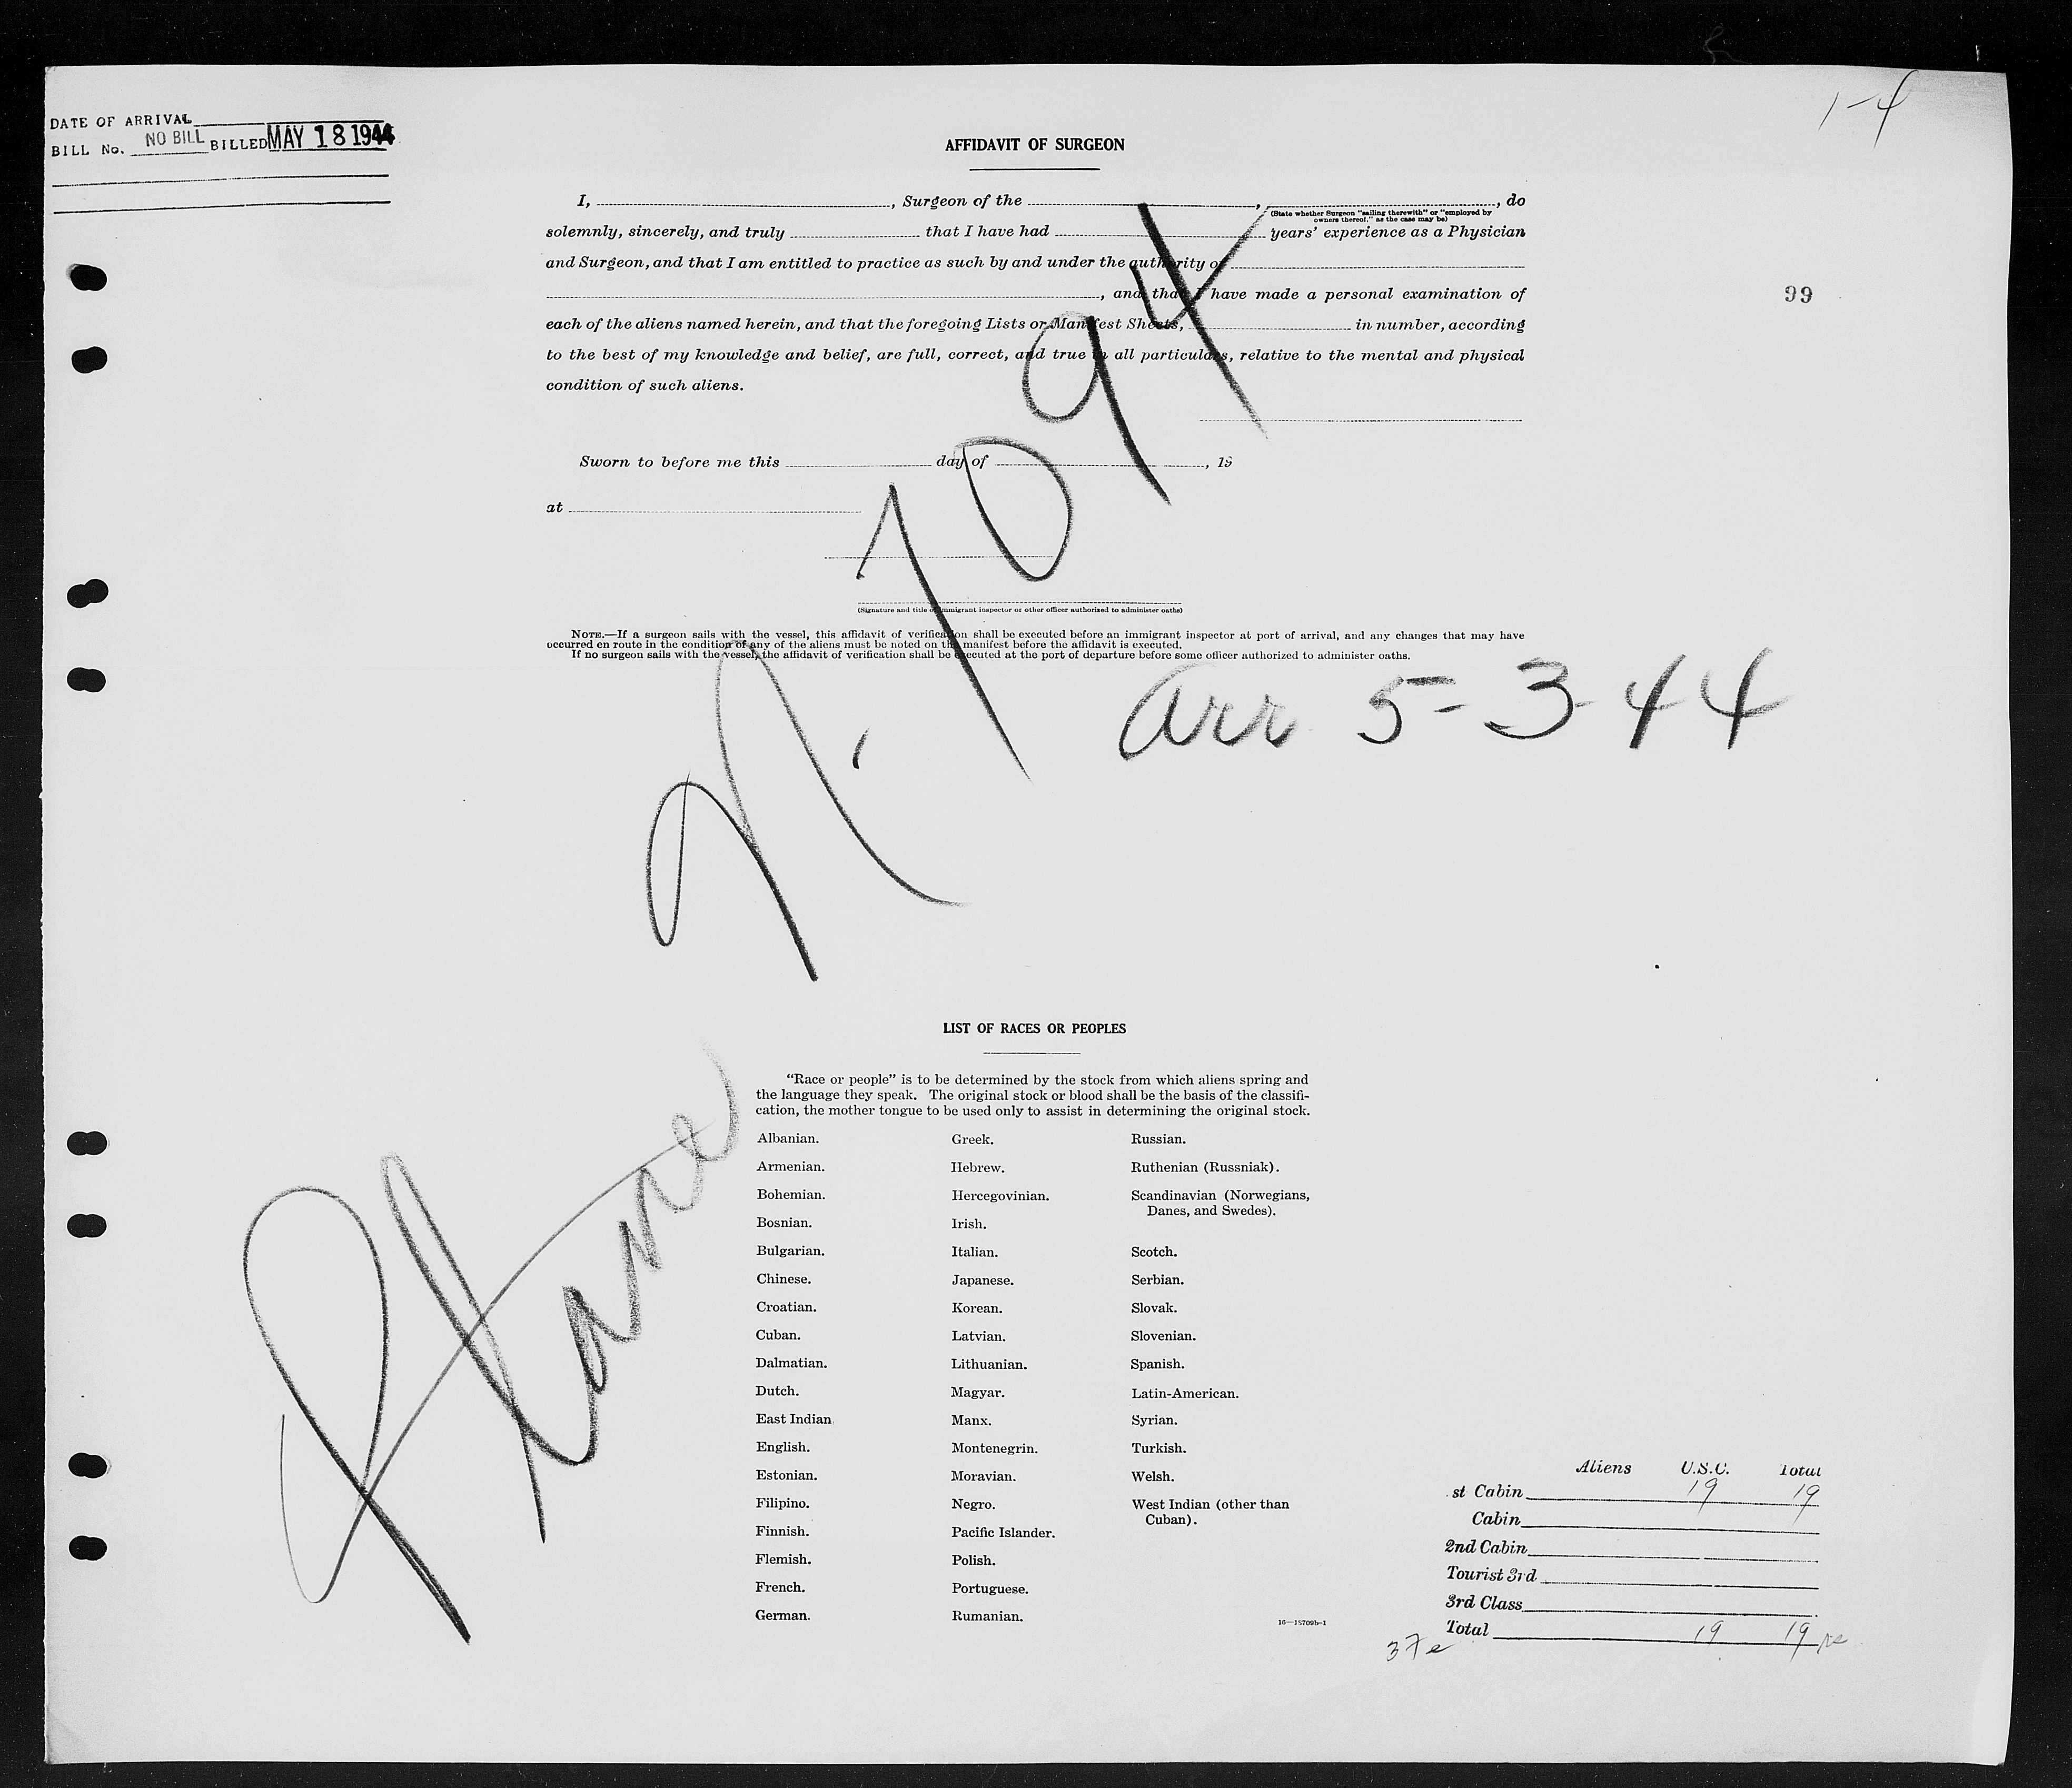 DATE OF ARRIVAL
BILL No. NO BILL BILLED MAY 18 1944
1-4
AFFIDAVIT OF SURGEON
I, , Surgeon of the , , do
(State whether Surgeon "sailing therewith" or "employed by
owners thereof," as the case may be)
solemnly, sincerely, and truly that I have had years' experience as a Physician
and Surgeon, and that I am entitled to practice as such by and under the authority of
, and that I have made a personal examination of
99
each of the aliens named herein, and that the foregoing Lists or Manifest Sheets, in number, according
to the best of my knowledge and belief, are full, correct, and true in all particulars, relative to the mental and physical
condition of such aliens.
Sworn to before me this day of , 19
at
(Signature and title of immigrant inspector or other officer authorized to administer oaths)
NOTE.—If a surgeon sails with the vessel, this affidavit of verification shall be executed before an immigrant inspector at port of arrival, and any changes that may have
occurred en route in the condition of any of the aliens must be noted on the manifest before the affidavit is executed.
If no surgeon sails with the vessel, the affidavit of verification shall be executed at the port of departure before some officer authorized to administer oaths.
1094
arr 5-3-44
LIST OF RACES OR PEOPLES
"Race or people" is to be determined by the stock from which aliens spring and
the language they speak. The original stock or blood shall be the basis of the classifi-
cation, the mother tongue to be used only to assist in determining the original stock.
Albanian.
Armenian.
Bohemian.
Bosnian.
Bulgarian.
Chinese.
Croatian.
Cuban.
Dalmatian.
Dutch.
East Indian
English.
Estonian.
Filipino.
Finnish.
Flemish.
French.
German.
Greek.
Hebrew.
Hercegovinian.
Irish.
Italian.
Japanese.
Korean.
Latvian.
Lithuanian.
Magyar.
Manx.
Montenegrin.
Moravian.
Negro.
Pacific Islander.
Polish.
Portuguese.
Rumanian.
Russian.
Ruthenian (Russniak).
Scandinavian (Norwegians,
Danes, and Swedes).
Scotch.
Serbian.
Slovak.
Slovenian.
Spanish.
Latin-American.
Syrian.
Turkish.
Welsh.
West Indian (other than
Cuban).
16—15709b-1
Aliens U.S.C. Total
st Cabin 19 19
Cabin
2nd Cabin
Tourist 3rd
3rd Class
Total 19 19
37e